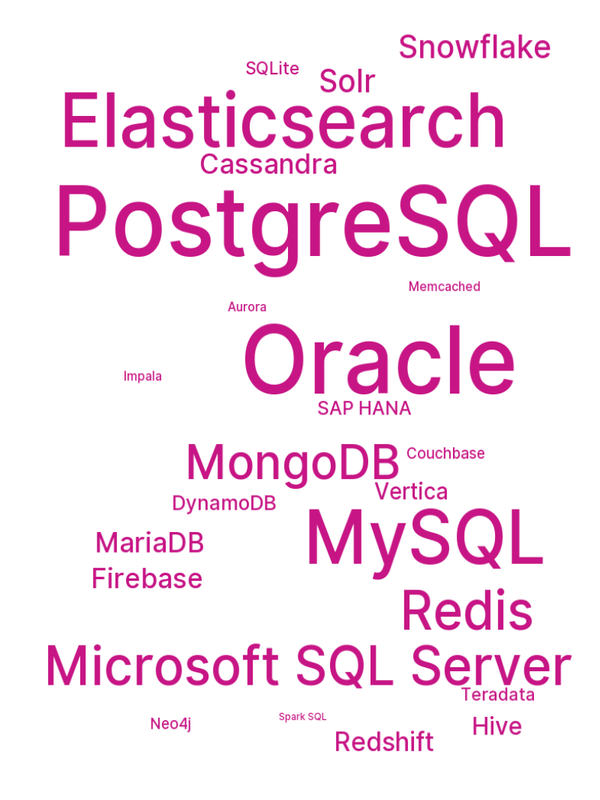 Snowflake
SQLite
Solr
Elasticsearch
Cassandra
PostgreSQL
Memcached
Aurora
Oracle
Impala
SAP HANA
MongoDB
Couchbase
Vertica
DynamoDB
MySQL
MariaDB
Firebase
Redis
Microsoft SQL Server
Teradata
Spark SQL
Neo4j
Hive
Redshift